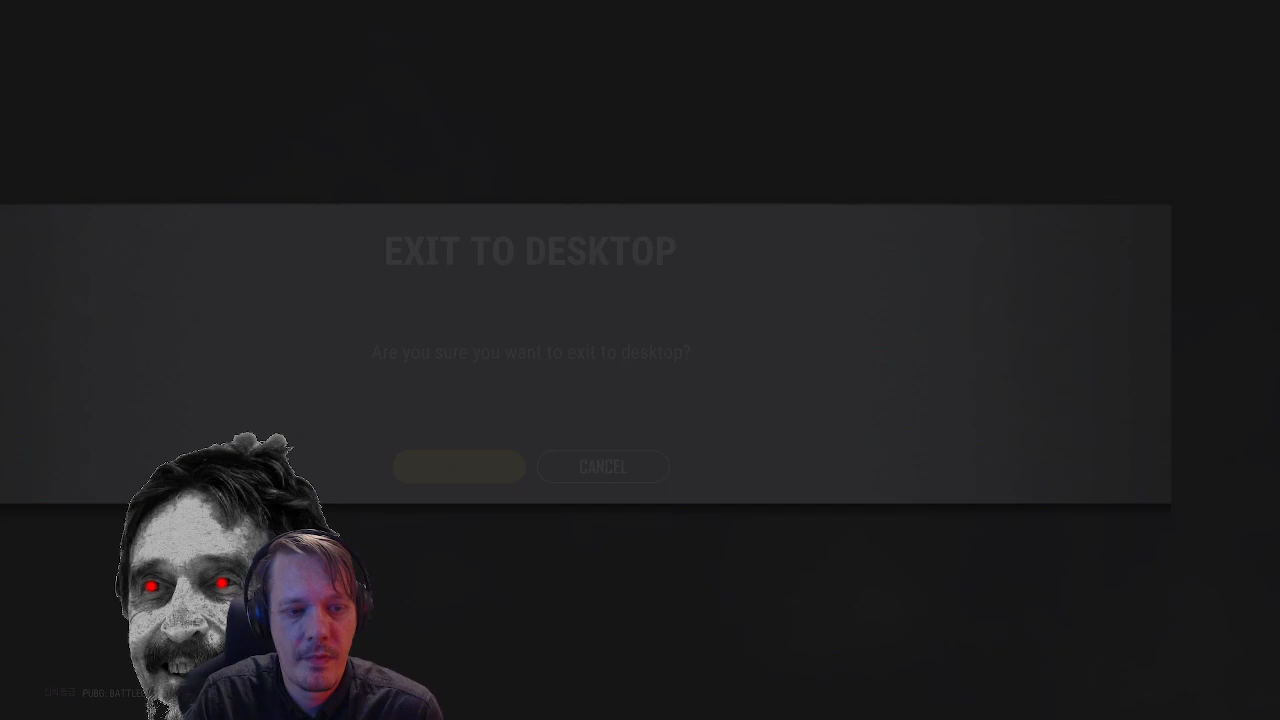 EXIT TO DESKTOP
Are you sure you want to exit to desktop?
CANCEL
PUBG: BATTLE